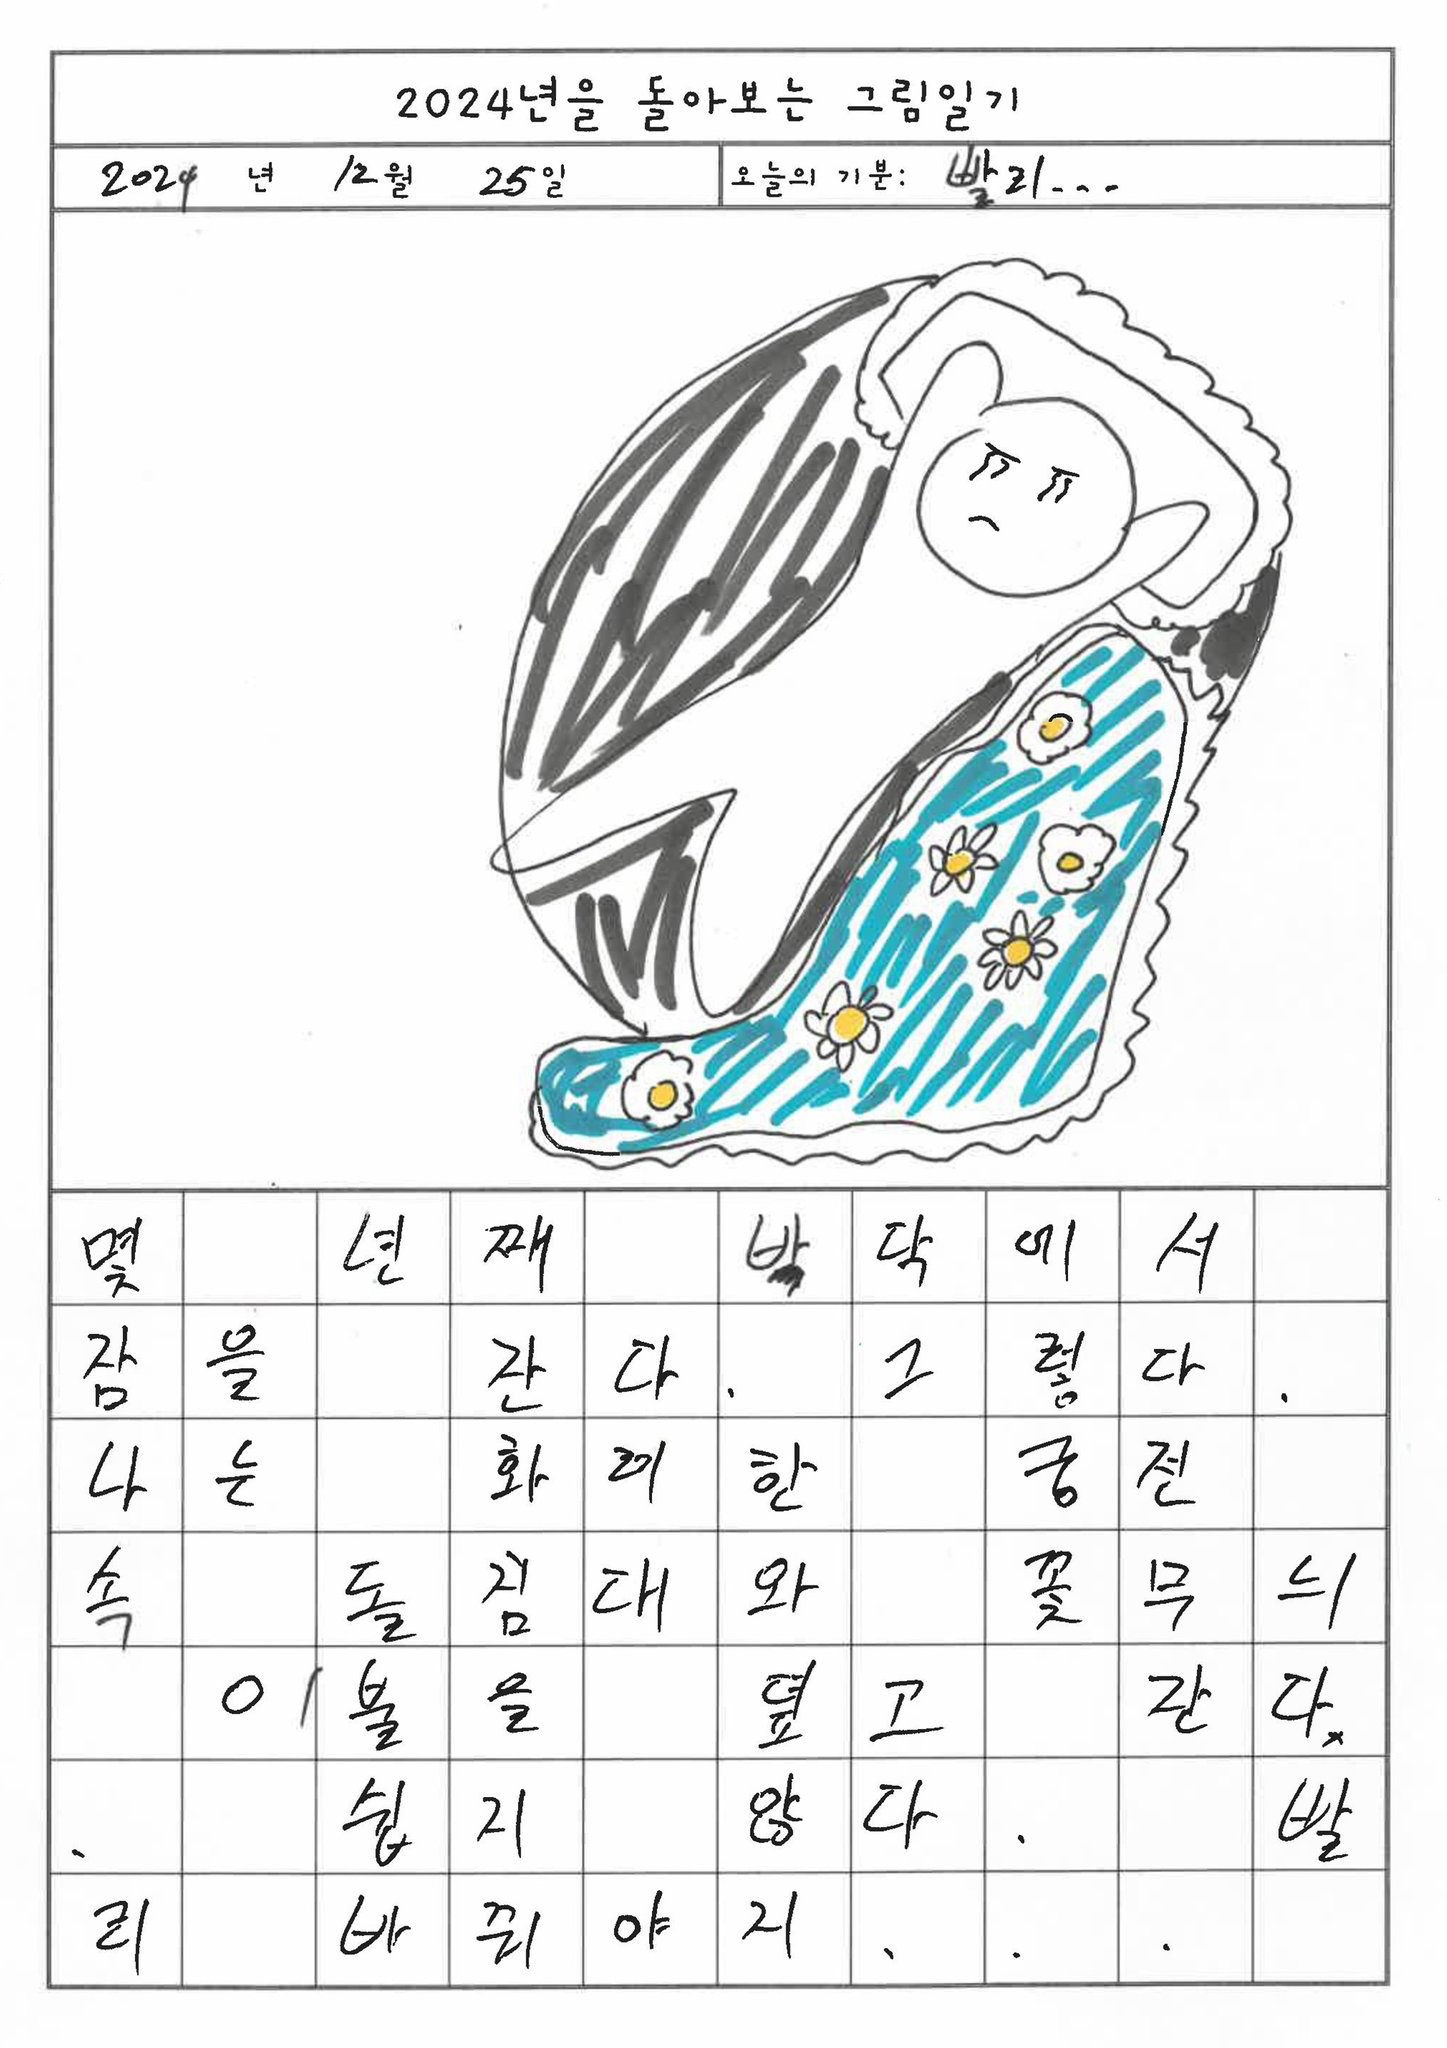 2024년을 돌아보는 그림일기
2024 년 12월 25일 오늘의 기분: 빨리...
몇 년째 밖닥에서
잠을 잔다. 그렇다.
나는 화려한 궁전
속 돌침대와 꽃무늬
이불을 덮고 잔다
. 쉽지 않다. 빨
리 바뀌야지...